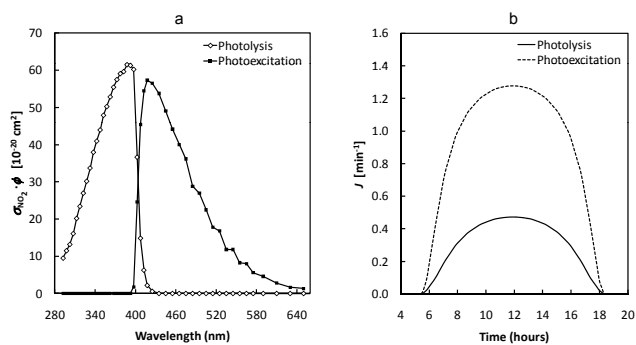 a
Photolysis
Photoexcitation
70
60
50
40
30
20
10
0
σNO2·ϕ [10-20 cm2]
280 340 400 460 520 580 640
Wavelength (nm)
b
Photolysis
Photoexcitation
1.6
1.4
1.2
1.0
0.8
0.6
0.4
0.2
0.0
J [min-1]
4 6 8 10 12 14 16 18 20
Time (hours)